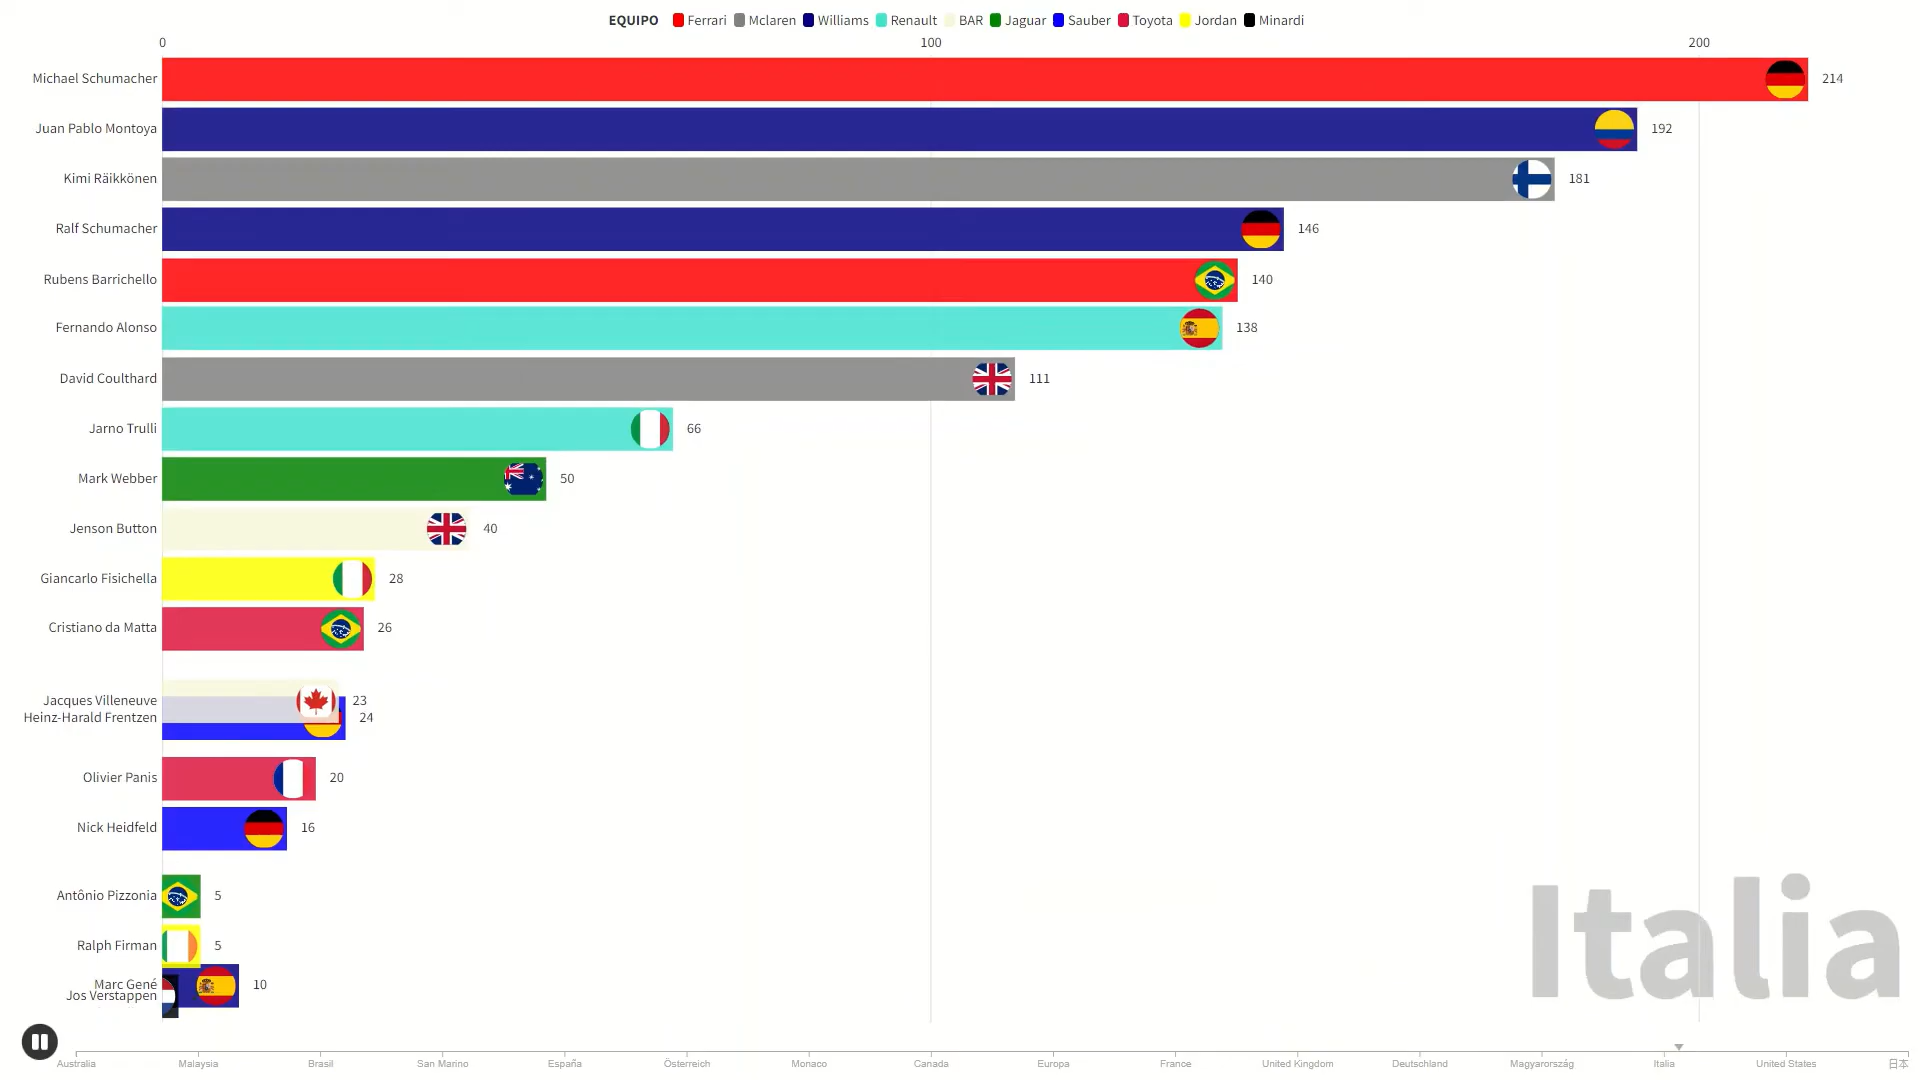 EQUIPO Ferrari Mclaren Williams Renault BAR Jaguar Sauber Toyota Jordan Minardi
0 100 200
Michael Schumacher 214
Juan Pablo Montoya 192
Kimi Räikkönen 181
Ralf Schumacher 146
Rubens Barrichello 140
Fernando Alonso 138
David Coulthard 111
Jarno Trulli 66
Mark Webber 50
Jenson Button 40
Giancarlo Fisichella 28
Cristiano da Matta 26
Jacques Villeneuve 23
Heinz-Harald Frentzen 24
Olivier Panis 20
Nick Heidfeld 16
Antônio Pizzonia 5
Ralph Firman 5
Marc Gené 10
Jos Verstappen
Italia
Australia Malaysia Brasil San Marino España Österreich Monaco Canada Europa France United Kingdom Deutschland Magyarország Italia United States 日本